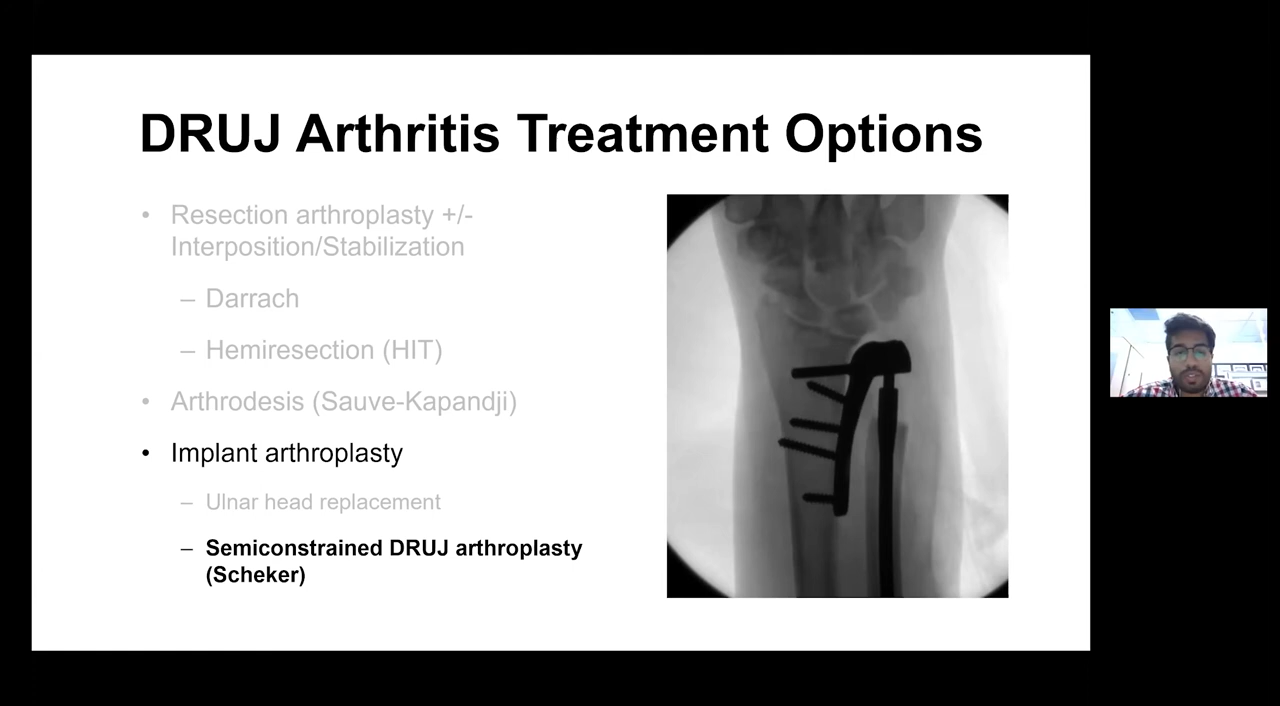 DRUJ Arthritis Treatment Options
• Resection arthroplasty +/-
Interposition/Stabilization
– Darrach
– Hemiresection (HIT)
• Arthrodesis (Sauve-Kapandji)
• Implant arthroplasty
– Ulnar head replacement
– Semiconstrained DRUJ arthroplasty
(Scheker)